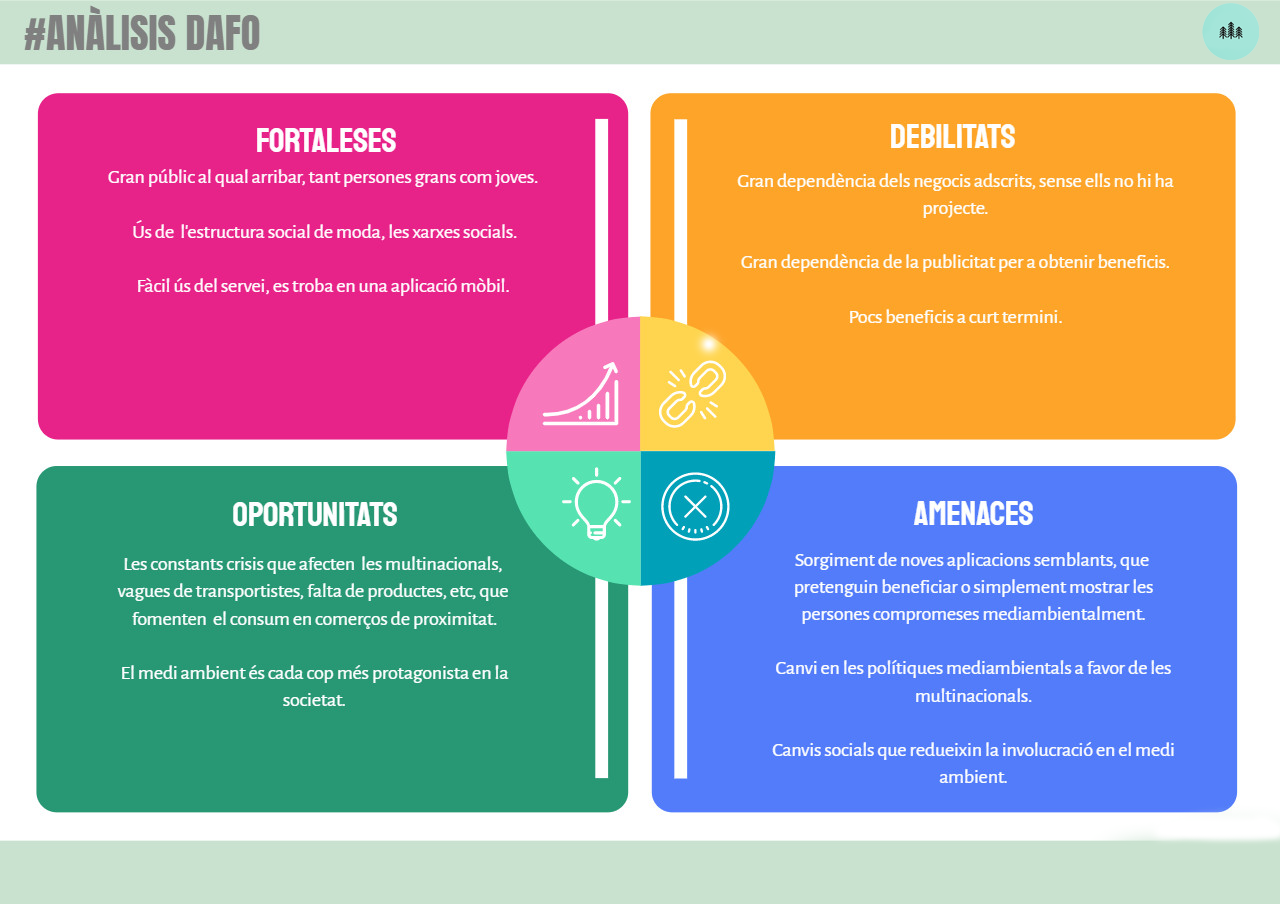 #ANÀLISIS DAFO
FORTALESES
Gran públic al qual arribar, tant persones grans com joves.
Ús de l'estructura social de moda, les xarxes socials.
Fàcil ús del servei, es troba en una aplicació mòbil.
DEBILITATS
Gran dependència dels negocis adscrits, sense ells no hi ha
projecte.
Gran dependència de la publicitat per a obtenir beneficis.
Pocs beneficis a curt termini.
OPORTUNITATS
Les constants crisis que afecten les multinacionals,
vagues de transportistes, falta de productes, etc, que
fomenten el consum en comerços de proximitat.
El medi ambient és cada cop més protagonista en la
societat.
AMENACES
Sorgiment de noves aplicacions semblants, que
pretenguin beneficiar o simplement mostrar les
persones compromeses mediambientalment.
Canvi en les polítiques mediambientals a favor de les
multinacionals.
Canvis socials que redueixin la involucració en el medi
ambient.